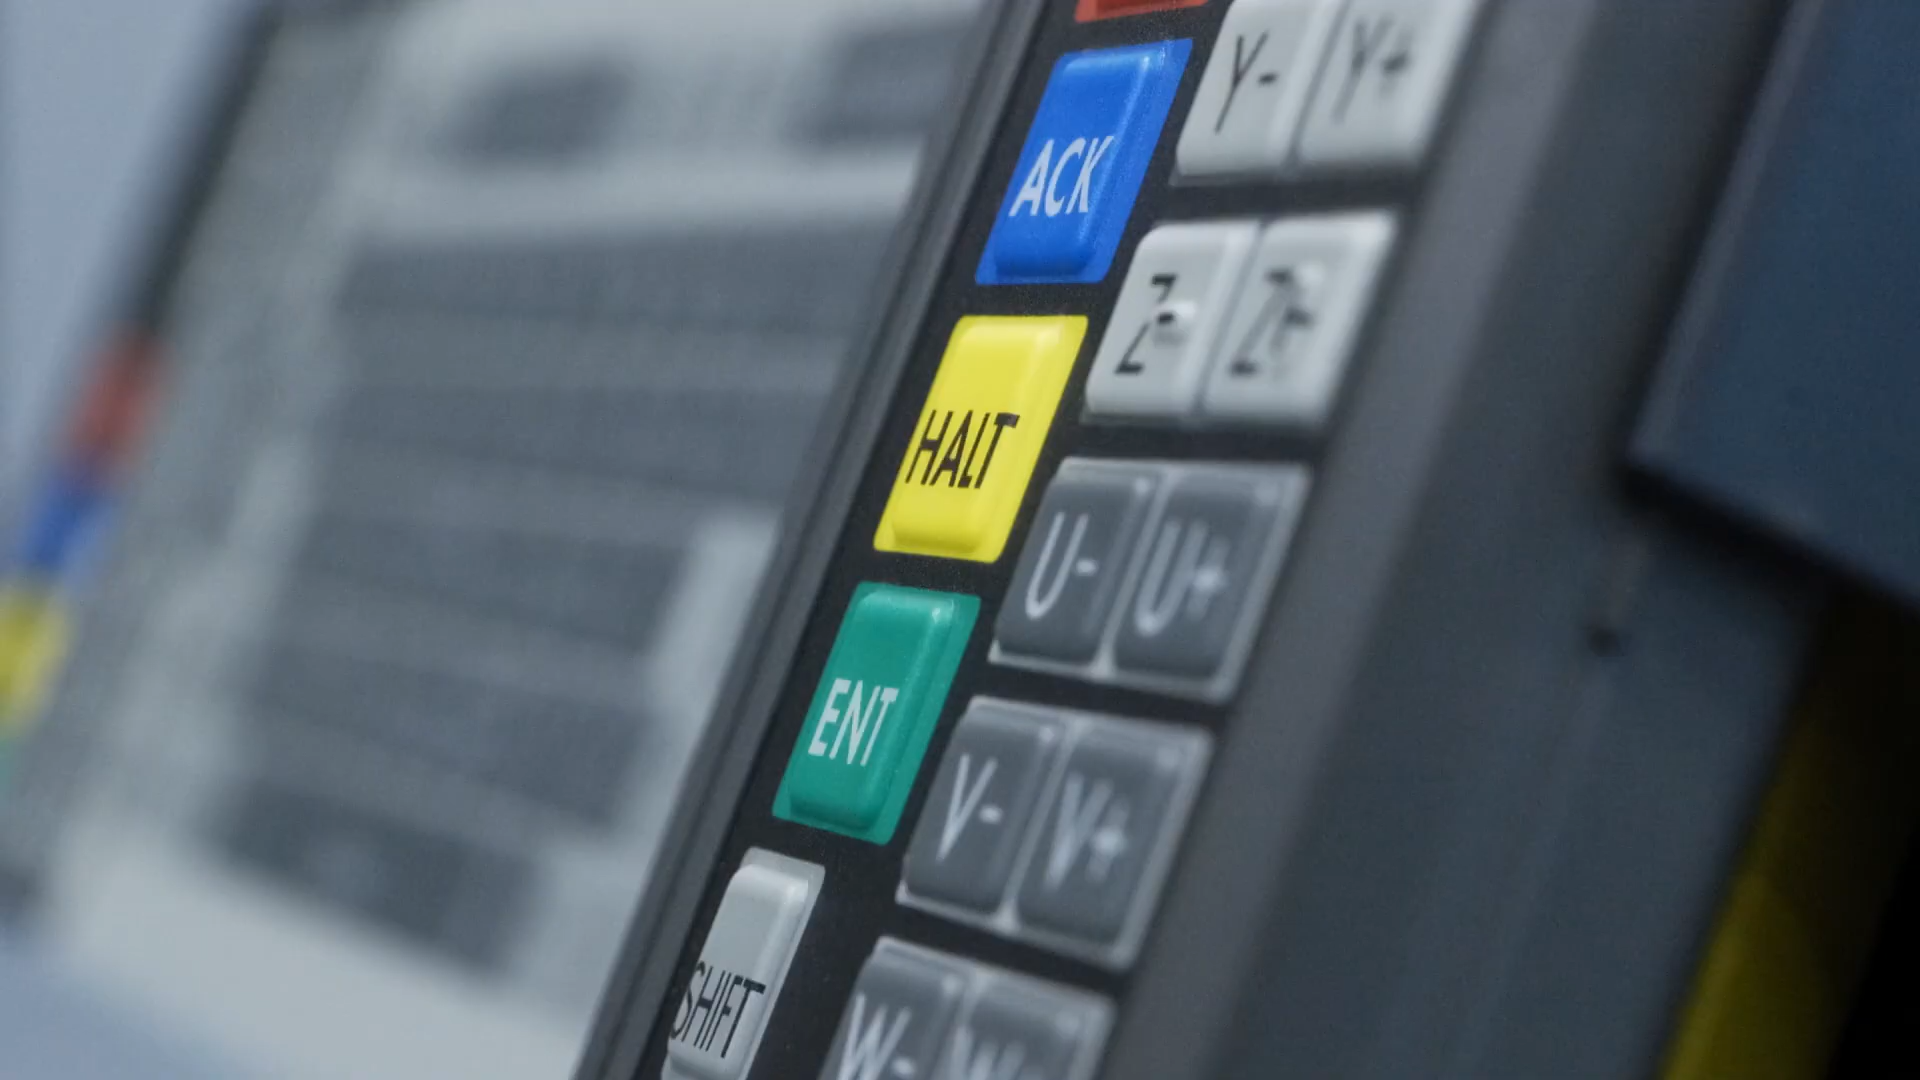 Y- Y+
ACK
Z- Z+
HALT
U- U+
ENT
V- V+
SHIFT
W- W+